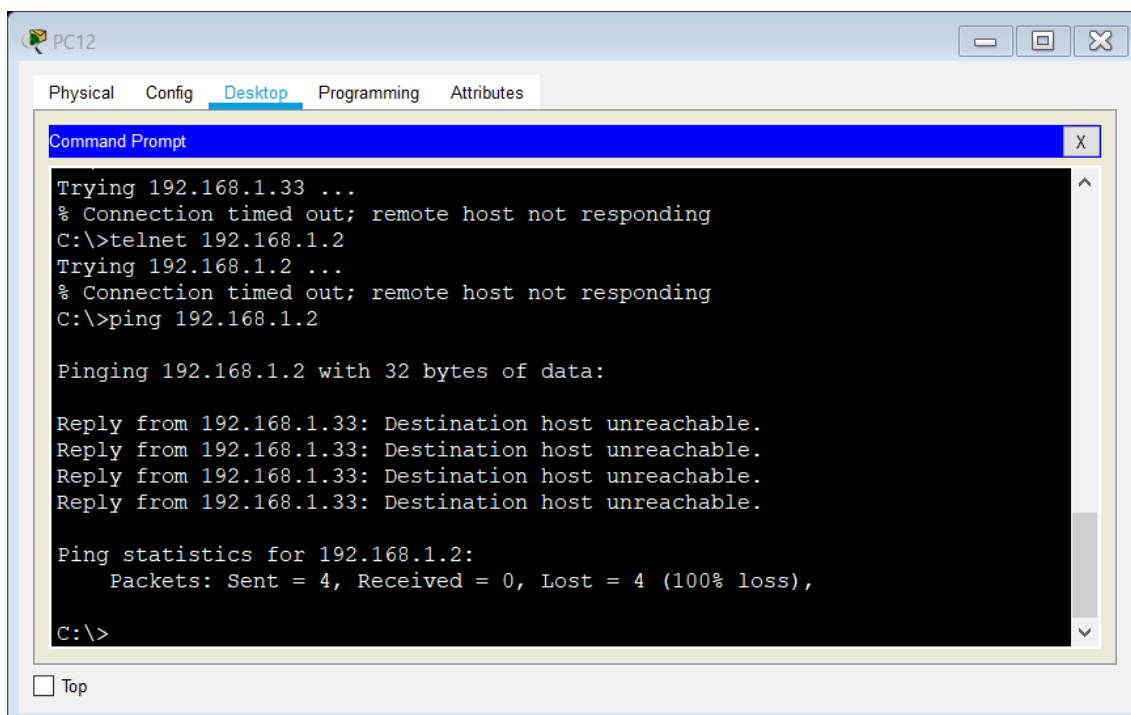 PC12
Physical Config Desktop Programming Attributes
Command Prompt X
Trying 192.168.1.33 ...
% Connection timed out; remote host not responding
C:\>telnet 192.168.1.2
Trying 192.168.1.2 ...
% Connection timed out; remote host not responding
C:\>ping 192.168.1.2
Pinging 192.168.1.2 with 32 bytes of data:
Reply from 192.168.1.33: Destination host unreachable.
Reply from 192.168.1.33: Destination host unreachable.
Reply from 192.168.1.33: Destination host unreachable.
Reply from 192.168.1.33: Destination host unreachable.
Ping statistics for 192.168.1.2:
Packets: Sent = 4, Received = 0, Lost = 4 (100% loss),
C:\>
Top